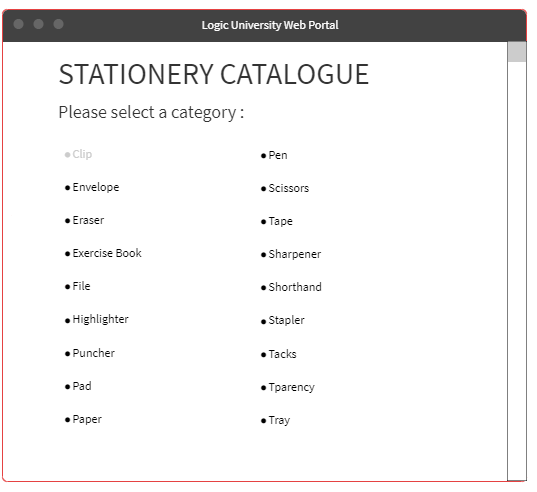 Logic University Web Portal
STATIONERY CATALOGUE
Please select a category :
Clip
Envelope
Eraser
Exercise Book
File
Highlighter
Puncher
Pad
Paper
Pen
Scissors
Tape
Sharpener
Shorthand
Stapler
Tacks
Tparency
Tray